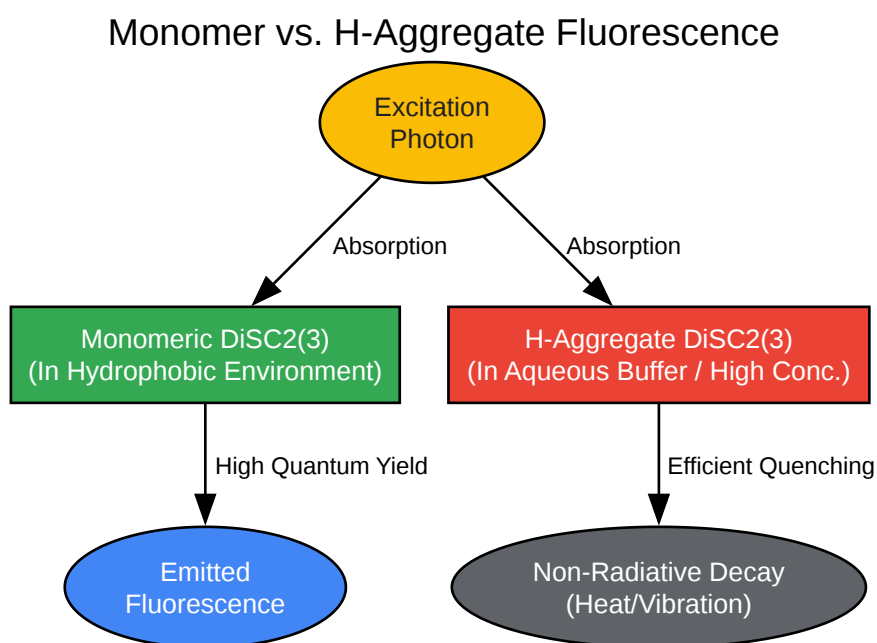 Monomer vs. H-Aggregate Fluorescence
Excitation
Photon
Absorption
Absorption
Monomeric DiSC2(3)
(In Hydrophobic Environment)
H-Aggregate DiSC2(3)
(In Aqueous Buffer / High Conc.)
High Quantum Yield
Efficient Quenching
Emitted
Fluorescence
Non-Radiative Decay
(Heat/Vibration)